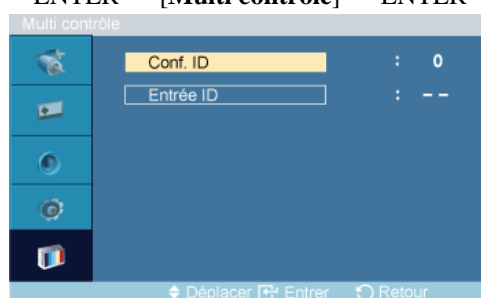 ENTER [Multi contrôle] ENTER
Multi contrôle
Conf. ID : 0
Entrée ID : --
Déplacer Entrer Retour